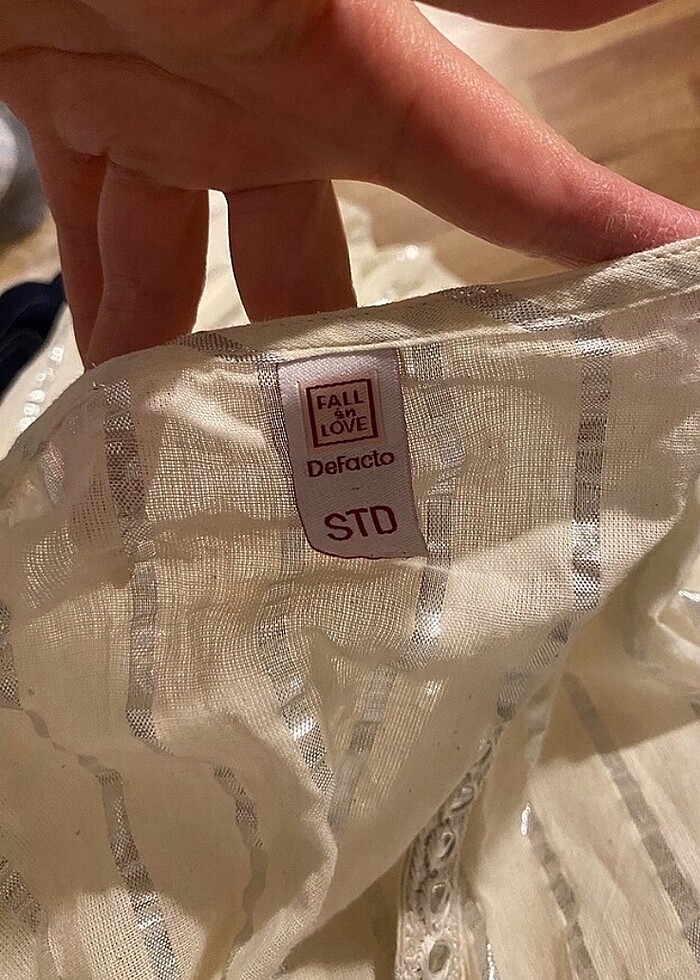 FALL
in
LOVE
DeFacto
STD